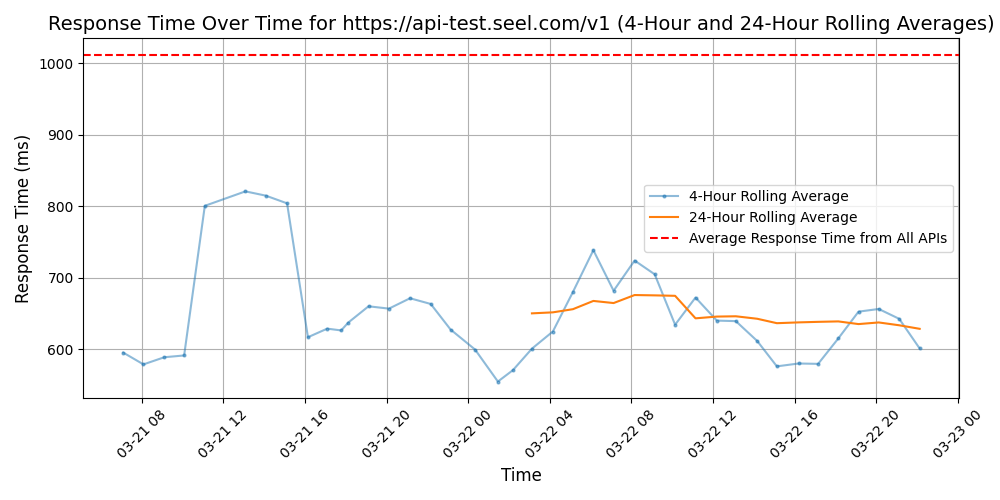 Response Time Over Time for https://api-test.seel.com/v1 (4-Hour and 24-Hour Rolling Averages)
Response Time (ms)
1000
900
800
700
600
4-Hour Rolling Average
24-Hour Rolling Average
Average Response Time from All APIs
03-21 08
03-21 12
03-21 16
03-21 20
03-22 00
03-22 04
03-22 08
03-22 12
03-22 16
03-22 20
03-23 00
Time